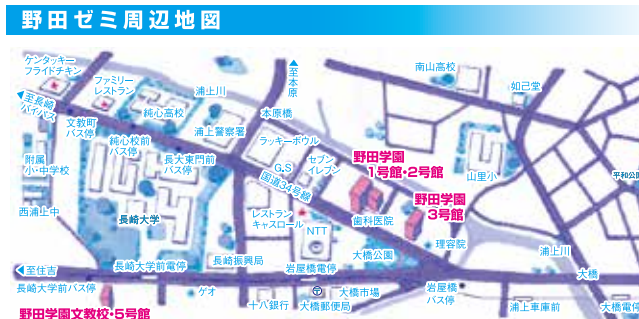 野田ゼミ周辺地図
ケンタッキー
フライドチキン
ファミリー
レストラン
浦上川
▲至本原
南山高校
如己堂
◀至長崎
バイパス
文教町
バス停
純心高校
本原橋
浦上警察署
純心校前
バス停
ラッキーボウル
長大東門前
バス停
附属
小・中学校
G.S
セブン
イレブン
野田学園
1号館・2号館
山里小
平和公園
国道34号線
野田学園
3号館
西浦上中
長崎大学
レストラン
キャスロール
歯科医院
NTT
理容院
浦上川
大橋公園
長崎振興局
◀至住吉
長崎大学前電停
岩屋橋電停
大橋
長崎大学前バス停
ゲオ
大橋市場
岩屋橋
バス停
十八銀行
大橋郵便局
浦上車庫前
大橋電停
野田学園文教校・5号館